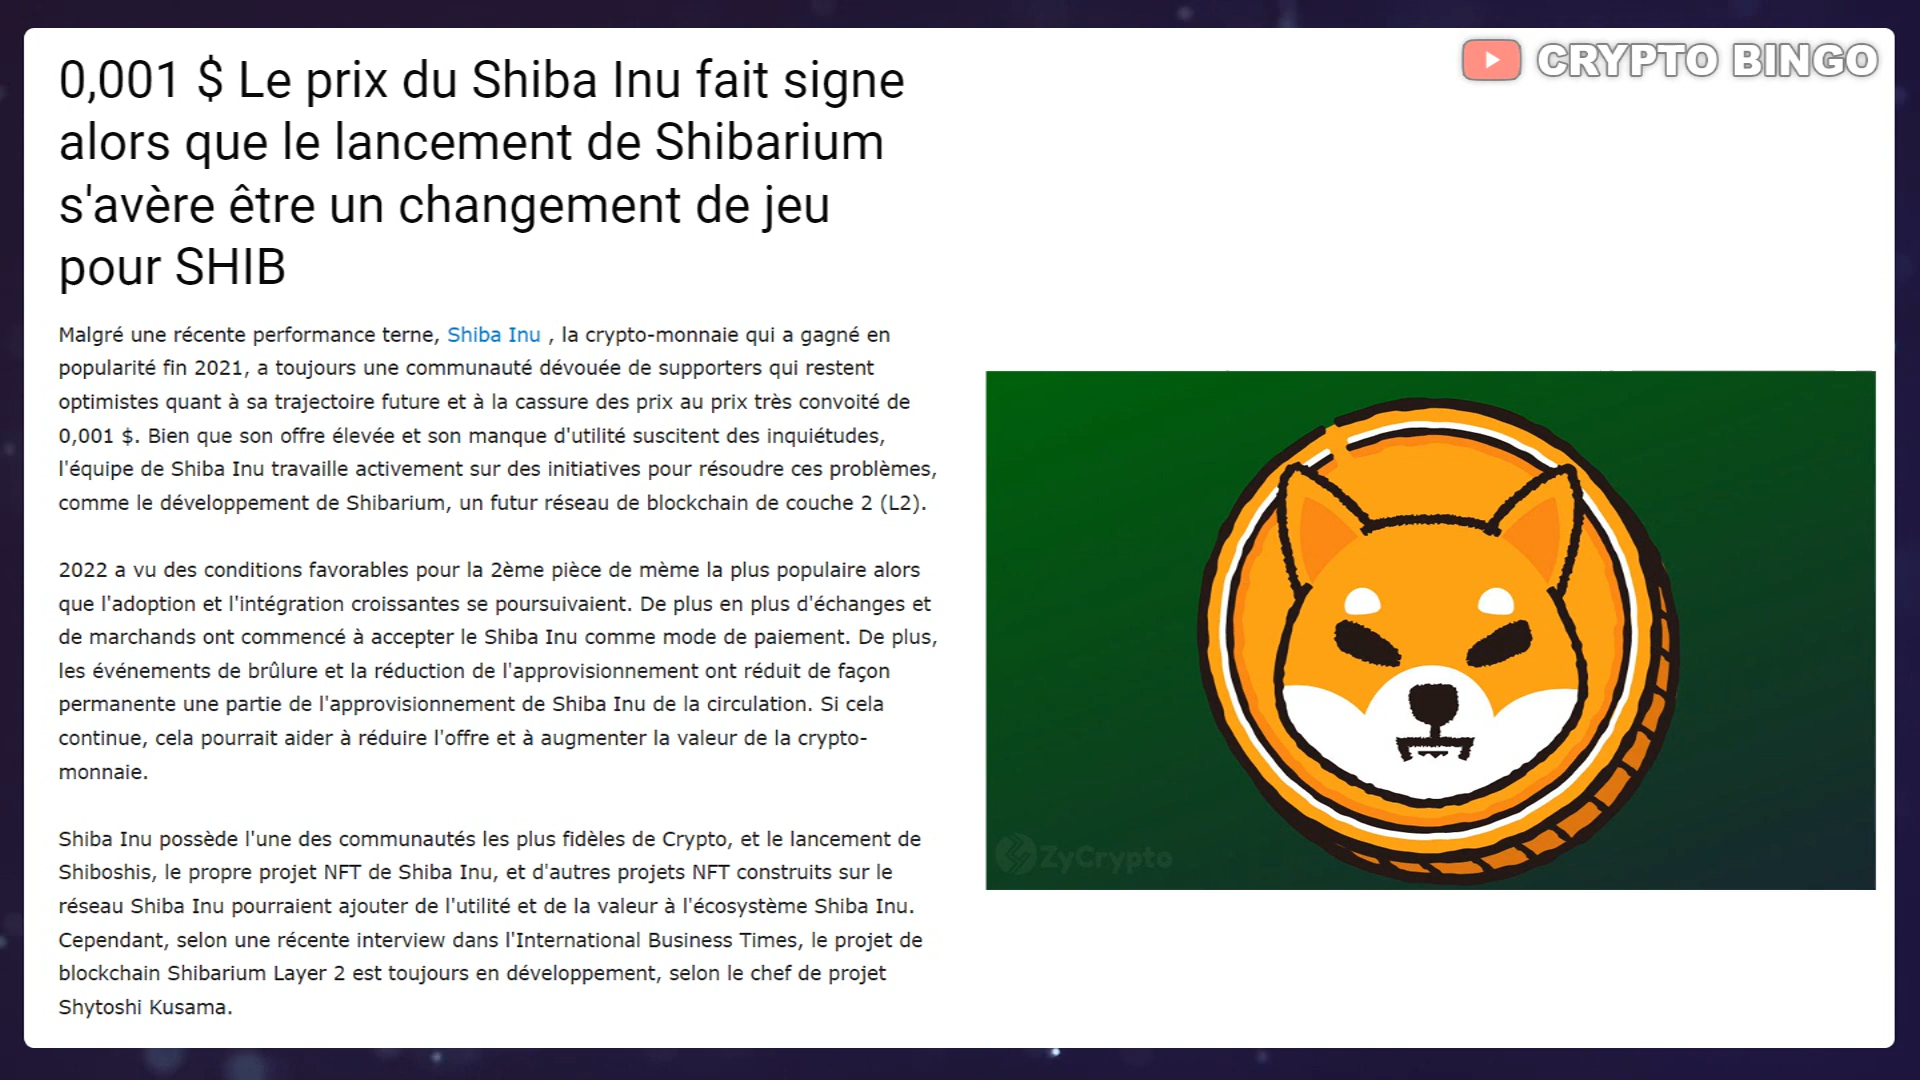 CRYPTO BINGO
0,001 $ Le prix du Shiba Inu fait signe
alors que le lancement de Shibarium
s'avère être un changement de jeu
pour SHIB
Malgré une récente performance terne, Shiba Inu , la crypto-monnaie qui a gagné en
popularité fin 2021, a toujours une communauté dévouée de supporters qui restent
optimistes quant à sa trajectoire future et à la cassure des prix au prix très convoité de
0,001 $. Bien que son offre élevée et son manque d'utilité suscitent des inquiétudes,
l'équipe de Shiba Inu travaille activement sur des initiatives pour résoudre ces problèmes,
comme le développement de Shibarium, un futur réseau de blockchain de couche 2 (L2).
2022 a vu des conditions favorables pour la 2ème pièce de mème la plus populaire alors
que l'adoption et l'intégration croissantes se poursuivaient. De plus en plus d'échanges et
de marchands ont commencé à accepter le Shiba Inu comme mode de paiement. De plus,
les événements de brûlure et la réduction de l'approvisionnement ont réduit de façon
permanente une partie de l'approvisionnement de Shiba Inu de la circulation. Si cela
continue, cela pourrait aider à réduire l'offre et à augmenter la valeur de la crypto-
monnaie.
Shiba Inu possède l'une des communautés les plus fidèles de Crypto, et le lancement de
Shiboshis, le propre projet NFT de Shiba Inu, et d'autres projets NFT construits sur le
réseau Shiba Inu pourraient ajouter de l'utilité et de la valeur à l'écosystème Shiba Inu.
Cependant, selon une récente interview dans l'International Business Times, le projet de
blockchain Shibarium Layer 2 est toujours en développement, selon le chef de projet
Shytoshi Kusama.
ZyCrypto